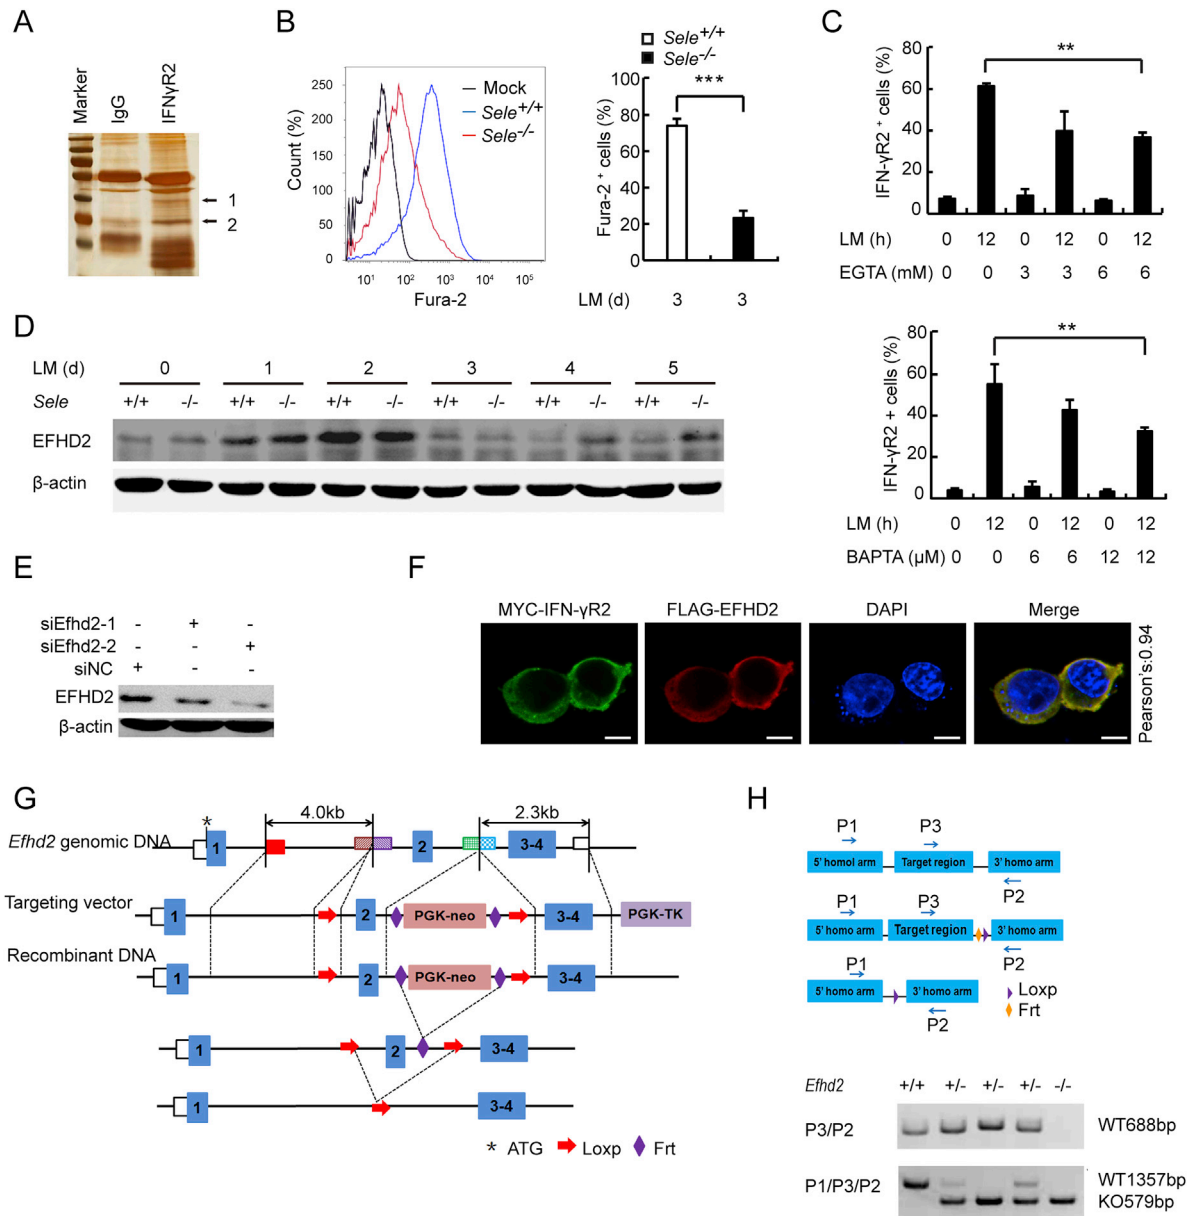 A
Marker
IgG
IFNγR2
1
2
B
Count (%)
250
200
150
100
50
0
Mock
Sele+/+
Sele-/-
10¹ 10² 10³ 10⁴ 10⁵
Fura-2
Sele+/+
Sele-/-
Fura-2 + cells (%)
100
80
60
40
20
0
***
LM (d) 3 3
C
IFN-γR2 + cells (%)
80
60
40
20
0
**
LM (h) 0 12 0 12 0 12
EGTA (mM) 0 0 3 3 6 6
IFN-γR2 + cells (%)
80
60
40
20
0
**
LM (h) 0 12 0 12 0 12
BAPTA (μM) 0 0 6 6 12 12
D
LM (d) 0 1 2 3 4 5
Sele +/+ -/- +/+ -/- +/+ -/- +/+ -/- +/+ -/- +/+ -/-
EFHD2
β-actin
E
siEfhd2-1 - + -
siEfhd2-2 - - +
siNC + - -
EFHD2
β-actin
F
MYC-IFN-γR2 FLAG-EFHD2 DAPI Merge
Pearson's:0.94
G
4.0kb 2.3kb
*
Efhd2 genomic DNA 1 2 3-4
Targeting vector 1 2 PGK-neo 3-4 PGK-TK
Recombinant DNA 1 2 PGK-neo 3-4
1 2 3-4
1 3-4
* ATG Loxp Frt
H
P1 P3
5' homol arm Target region 3' homo arm
P2
P1 P3
5' homo arm Target region 3' homo arm
P2
P1
5' homo arm 3' homo arm
P2
Loxp
Frt
Efhd2 +/+ +/- +/- +/- -/-
P3/P2 WT688bp
P1/P3/P2 WT1357bp
KO579bp